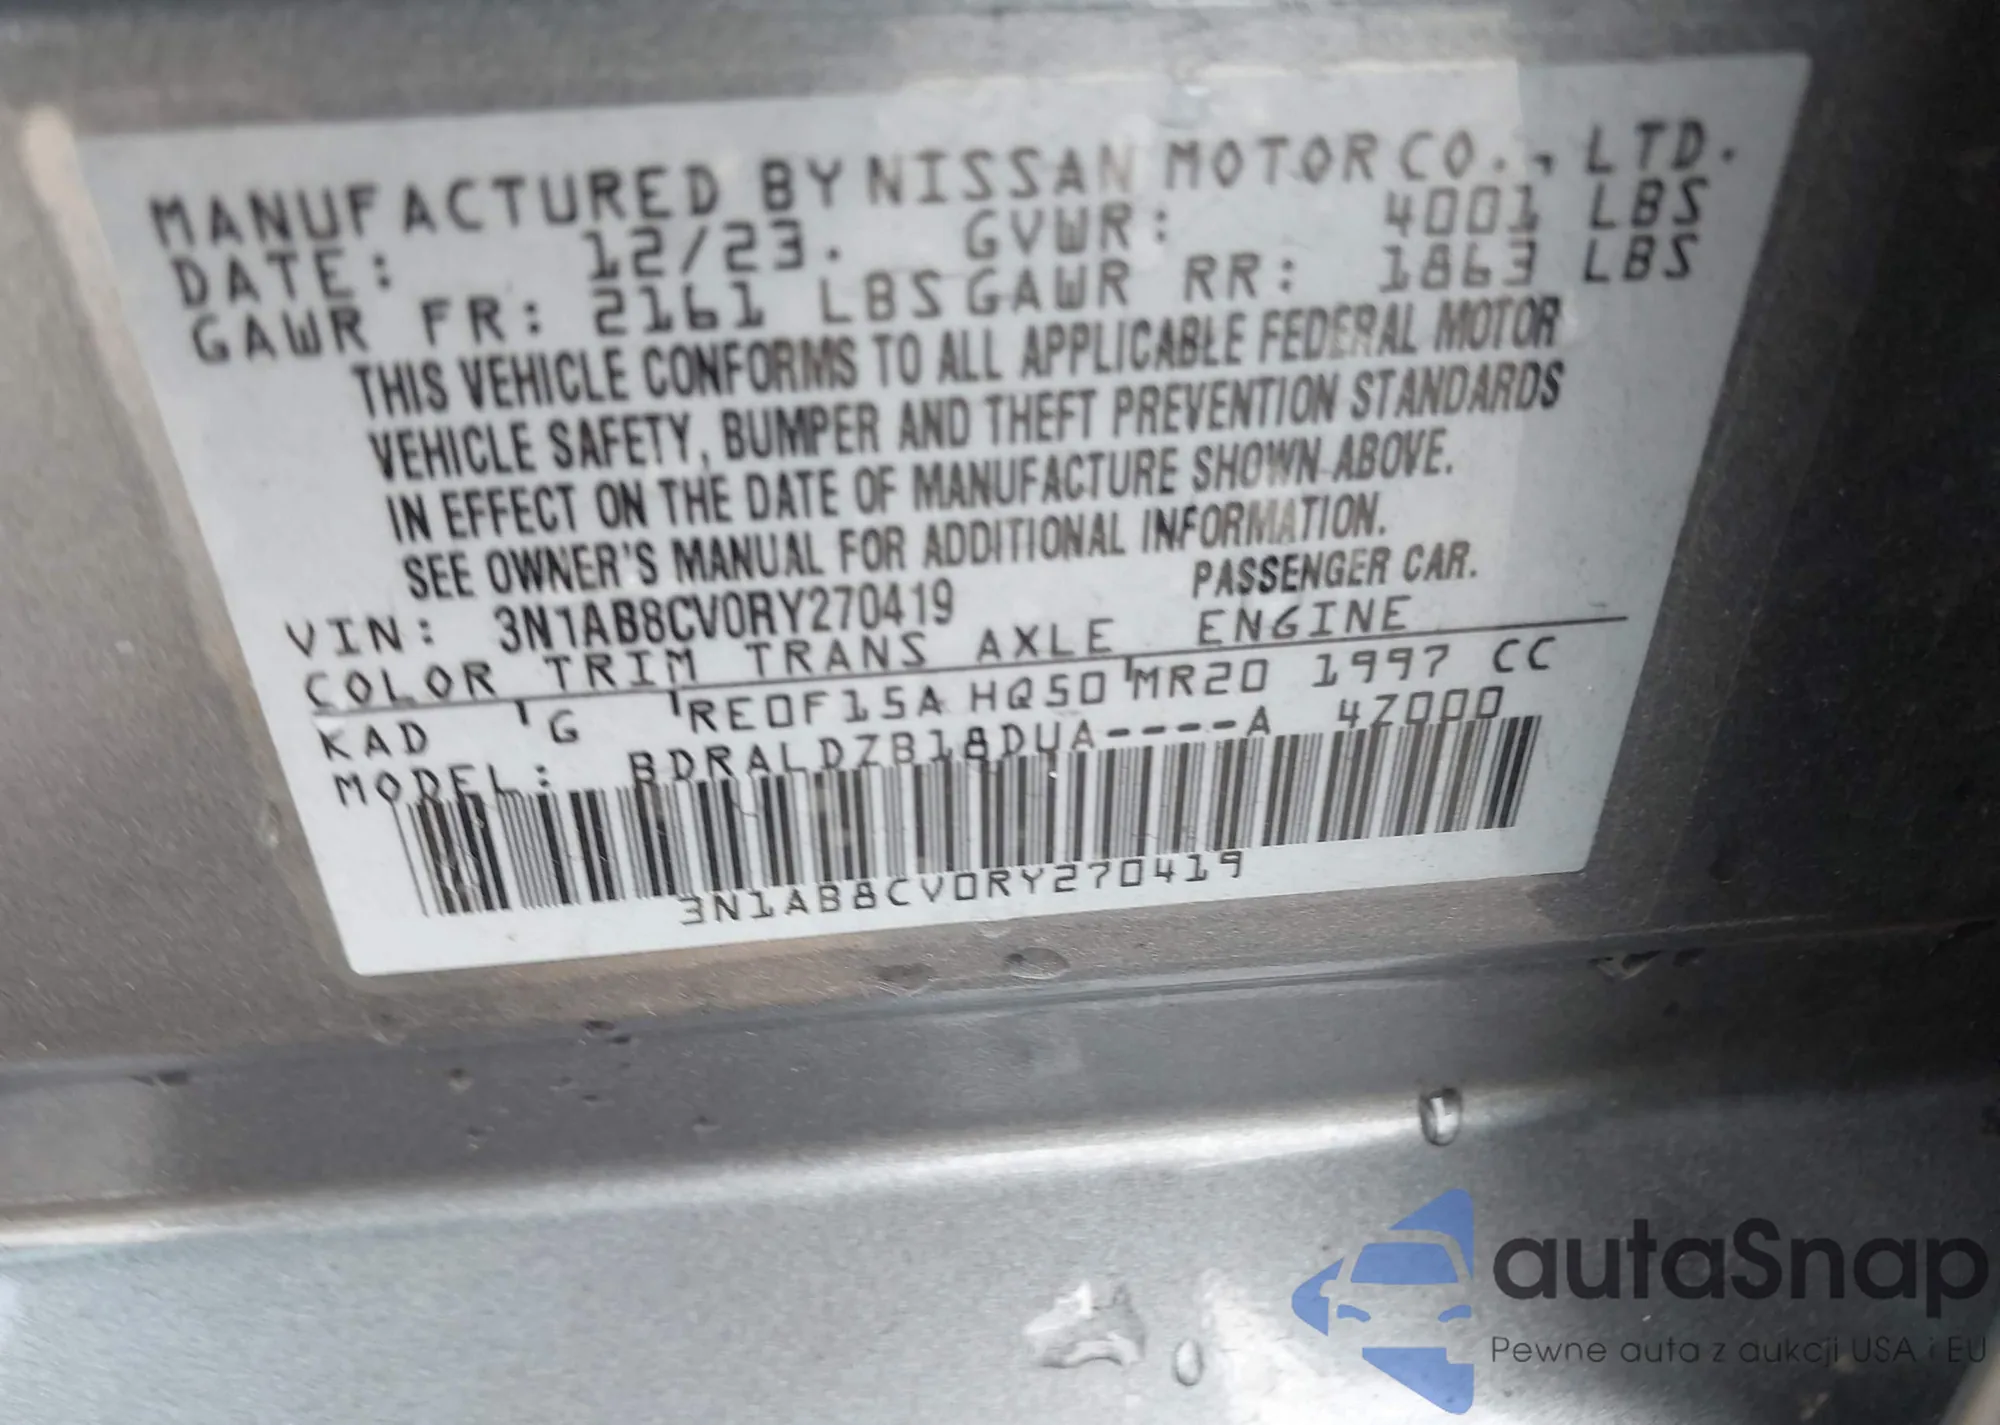 MANUFACTURED BY NISSAN MOTOR CO., LTD.
DATE: 12/23. GVWR: 4001 LBS
GAWR FR: 2161 LBS GAWR RR: 1863 LBS
THIS VEHICLE CONFORMS TO ALL APPLICABLE FEDERAL MOTOR
VEHICLE SAFETY, BUMPER AND THEFT PREVENTION STANDARDS
IN EFFECT ON THE DATE OF MANUFACTURE SHOWN ABOVE.
SEE OWNER'S MANUAL FOR ADDITIONAL INFORMATION.
VIN: 3N1AB8CV0RY270419 PASSENGER CAR.
COLOR TRIM TRANS AXLE ENGINE
KAD G RE0F15A HQ50 MR20 1997 CC
MODEL: BDRALDZB18DUA----A 4Z000
3N1AB8CV0RY270419
autaSnap
Pewne auta z aukcji USA i EU